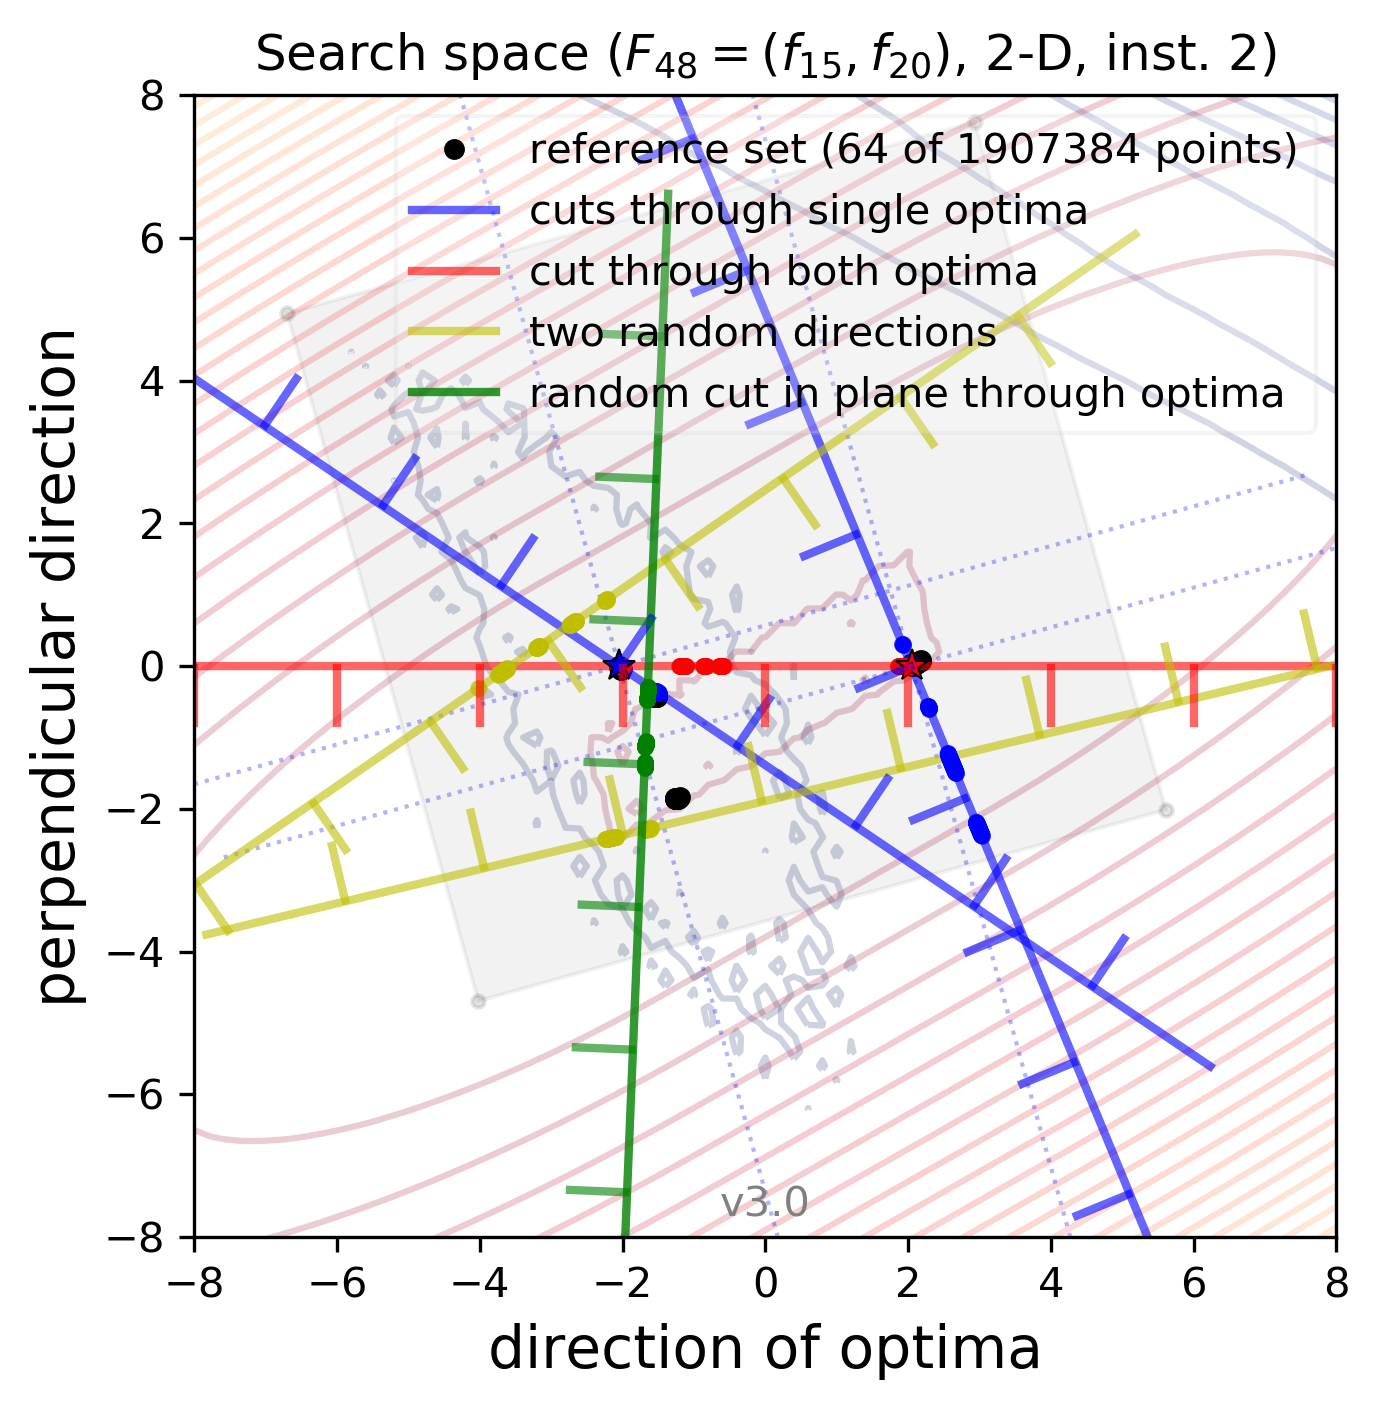 Search space (F48 = (f15, f20), 2-D, inst. 2)
reference set (64 of 1907384 points)
cuts through single optima
cut through both optima
two random directions
random cut in plane through optima
8
6
4
2
0
−2
−4
−6
−8
perpendicular direction
v3.0
−8 −6 −4 −2 0 2 4 6 8
direction of optima